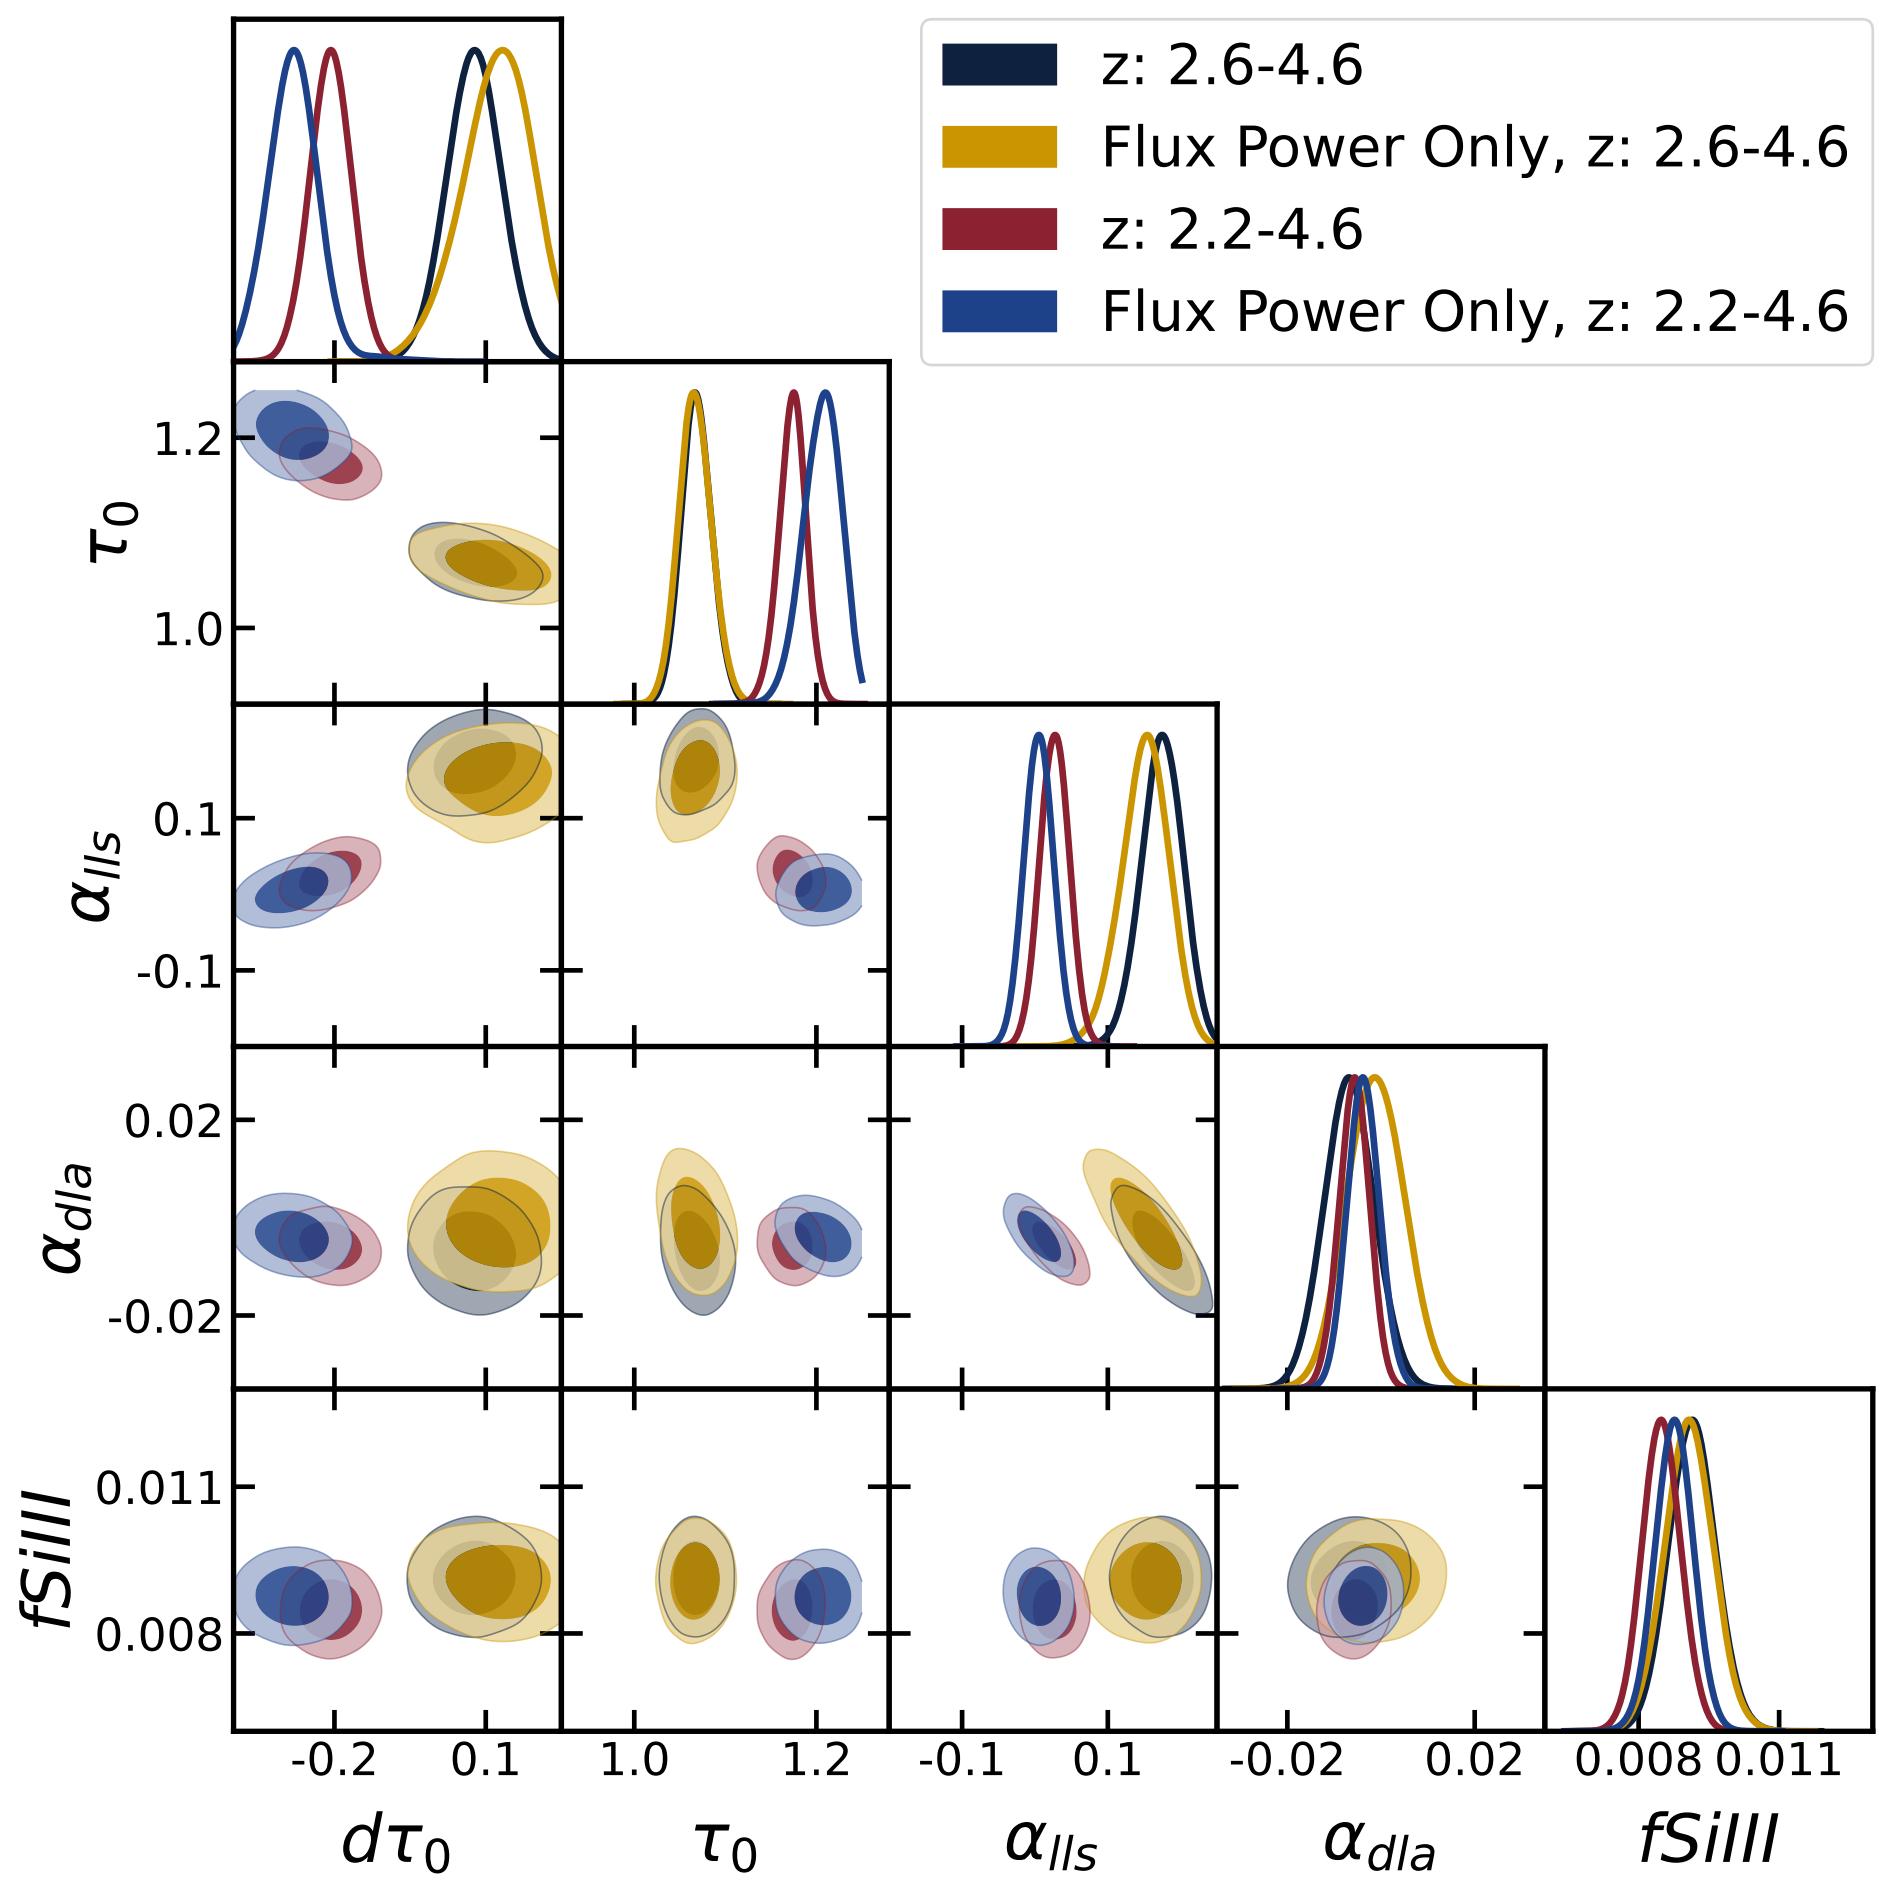 z: 2.6-4.6
Flux Power Only, z: 2.6-4.6
z: 2.2-4.6
Flux Power Only, z: 2.2-4.6
τ0
1.2
1.0
αlls
0.1
-0.1
αdla
0.02
-0.02
fSiIII
0.011
0.008
-0.2 0.1 1.0 1.2 -0.1 0.1 -0.02 0.02 0.008 0.011
dτ0 τ0 αlls αdla fSiIII